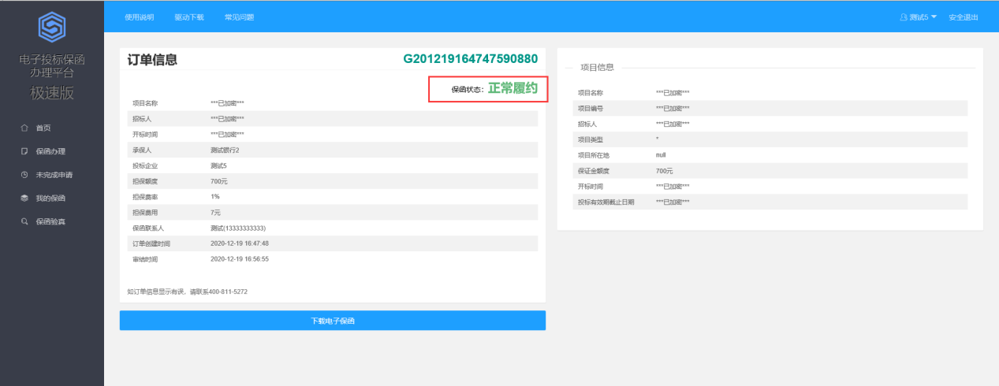 使用说明 驱动下载 常见问题 测试5 安全退出
电子投标保函
办理平台
极速版
首页
保函办理
未完成申请
我的保函
保函验真
订单信息 G201219164747590880
保函状态：正常履约
项目名称 ***已加密***
招标人 ***已加密***
开标时间 ***已加密***
承保人 测试银行2
投标企业 测试5
担保额度 700元
担保费率 1%
担保费用 7元
保函联系人 测试(13333333333)
订单创建时间 2020-12-19 16:47:48
审结时间 2020-12-19 16:56:55
如订单信息显示有误，请联系400-811-5272
下载电子保函
项目信息
项目名称 ***已加密***
项目编号 ***已加密***
招标人 ***已加密***
项目类型 *
项目所在地 null
保证金额度 700元
开标时间 ***已加密***
投标有效期截止日期 ***已加密***